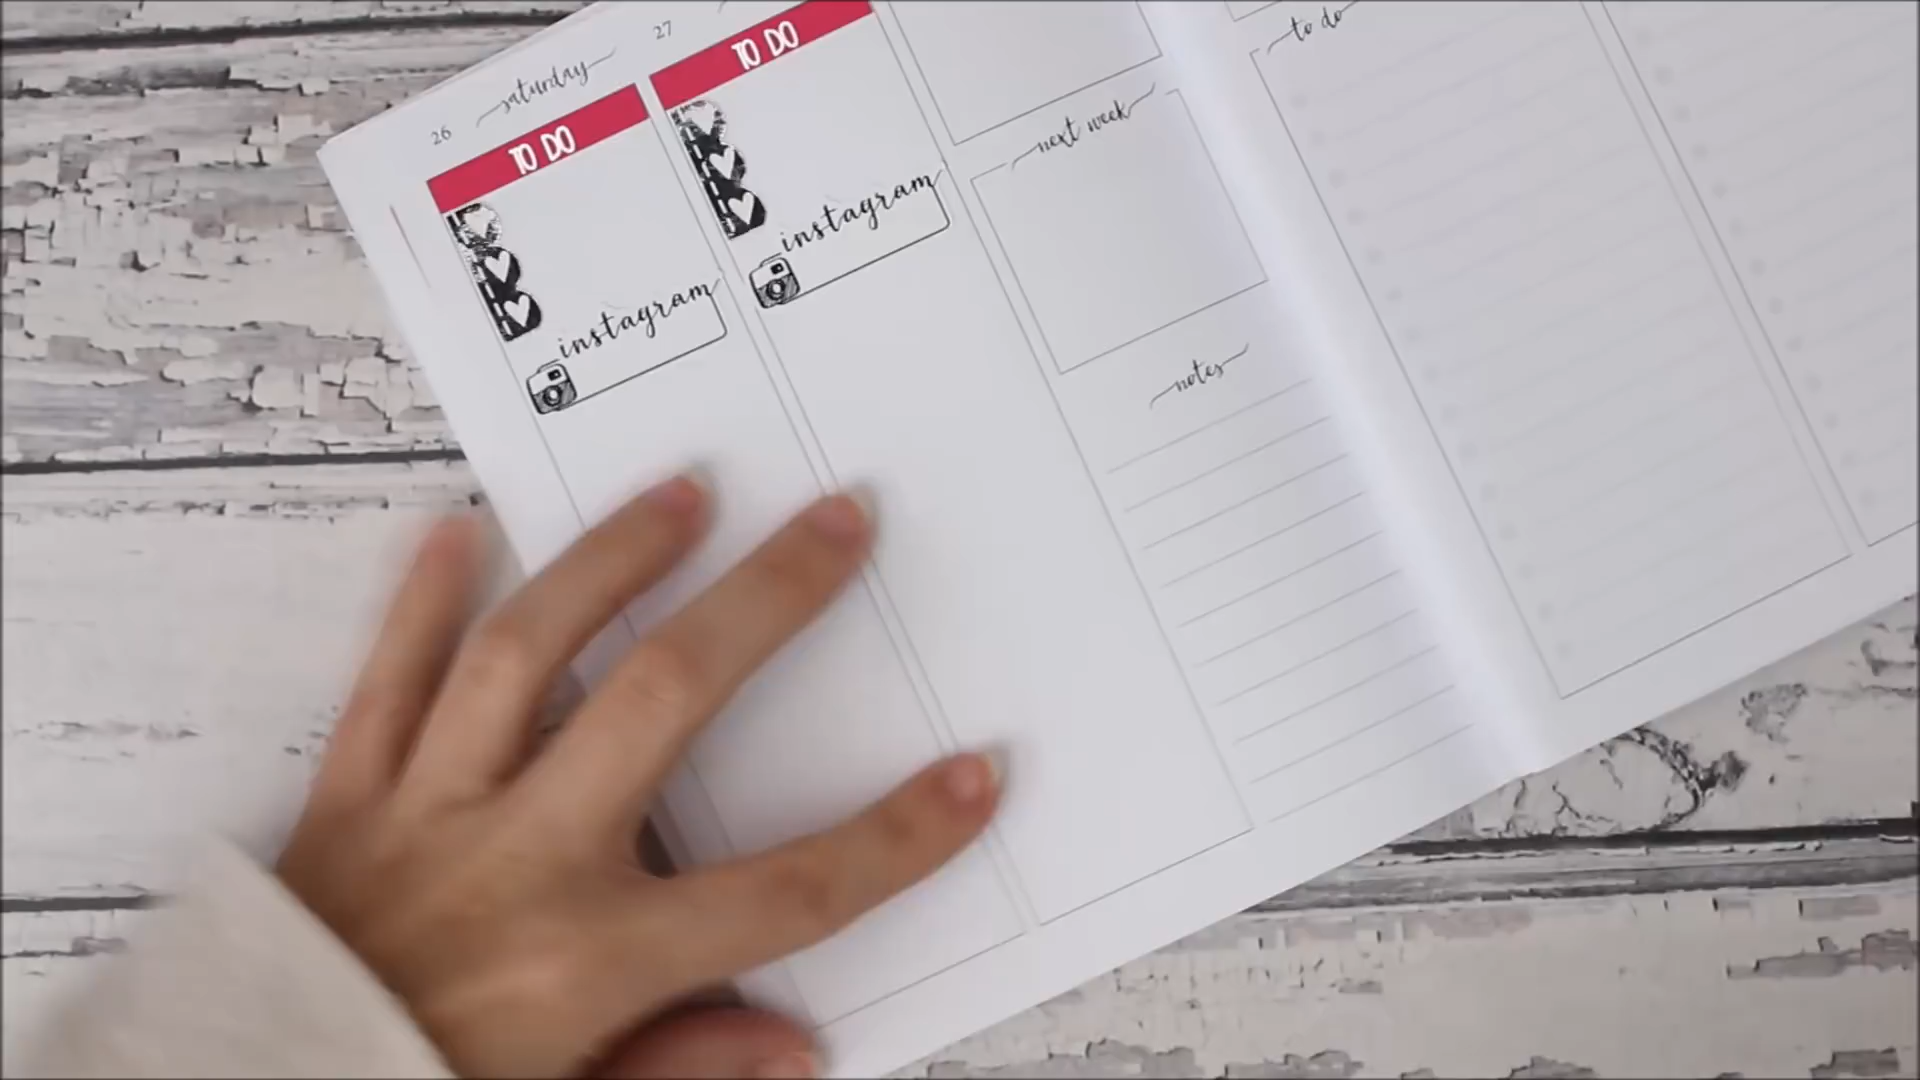 26 saturday
27
TO DO
instagram
TO DO
instagram
next week
notes
to do